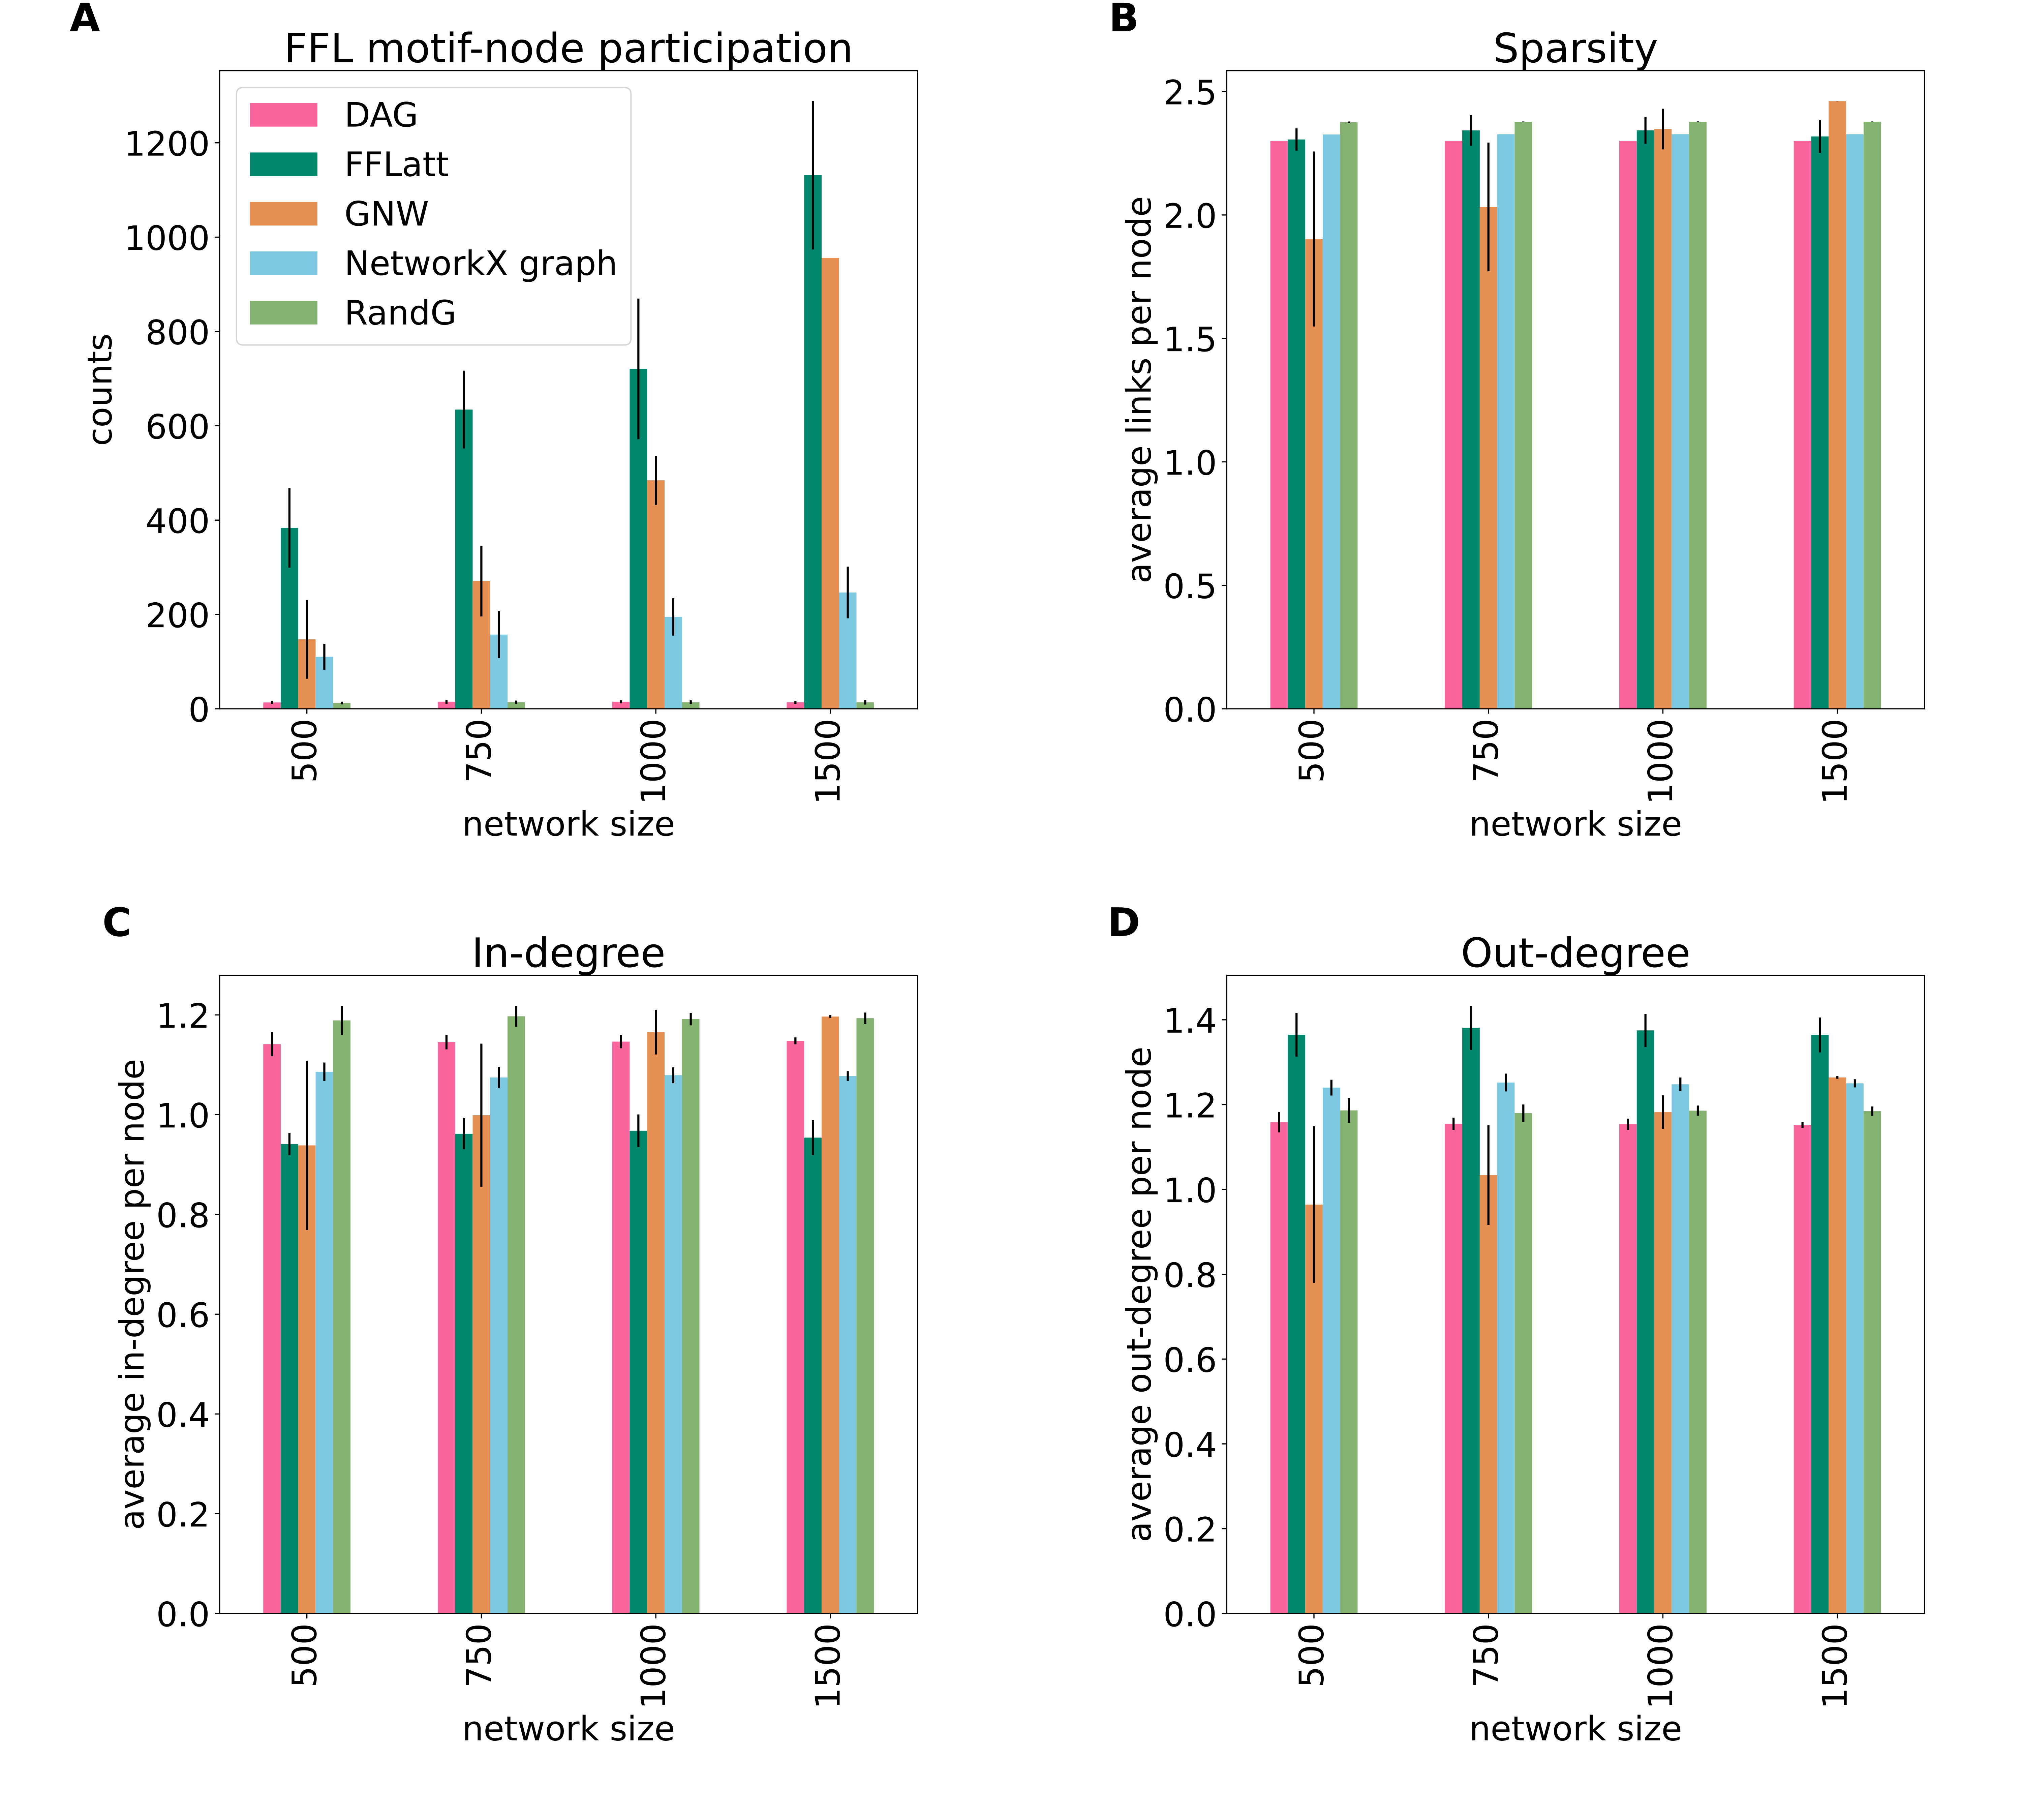 A
FFL motif-node participation
1200
1000
800
600
400
200
0
counts
DAG
FFLatt
GNW
NetworkX graph
RandG
500
750
1000
1500
network size
B
Sparsity
2.5
2.0
1.5
1.0
0.5
0.0
average links per node
500
750
1000
1500
network size
C
In-degree
1.2
1.0
0.8
0.6
0.4
0.2
0.0
average in-degree per node
500
750
1000
1500
network size
D
Out-degree
1.4
1.2
1.0
0.8
0.6
0.4
0.2
0.0
average out-degree per node
500
750
1000
1500
network size